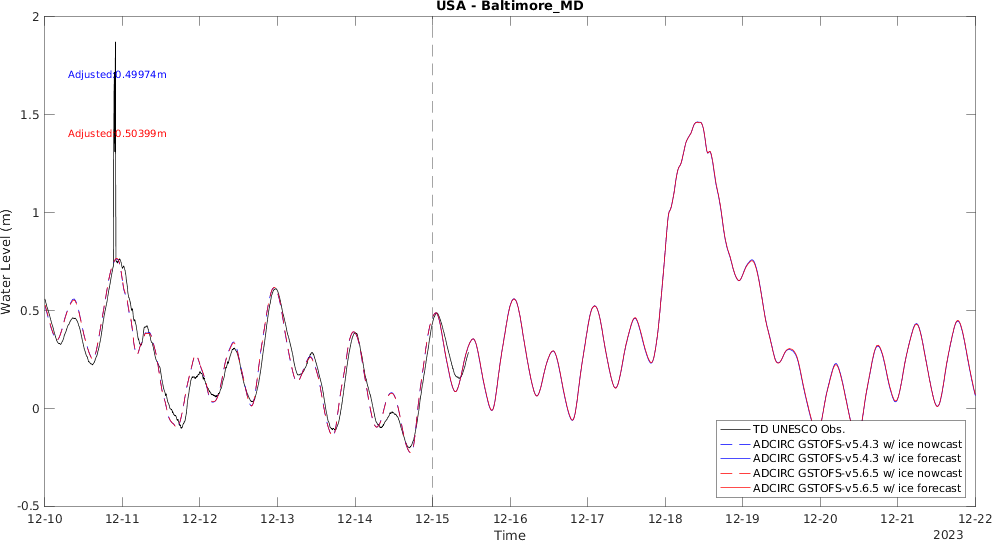 USA - Baltimore_MD
2
1.5
1
0.5
0
-0.5
Water Level (m)
Adjusted:0.49974m
Adjusted:0.50399m
TD UNESCO Obs.
ADCIRC GSTOFS-v5.4.3 w/ ice nowcast
ADCIRC GSTOFS-v5.4.3 w/ ice forecast
ADCIRC GSTOFS-v5.6.5 w/ ice nowcast
ADCIRC GSTOFS-v5.6.5 w/ ice forecast
12-10 12-11 12-12 12-13 12-14 12-15 12-16 12-17 12-18 12-19 12-20 12-21 12-22
Time
2023